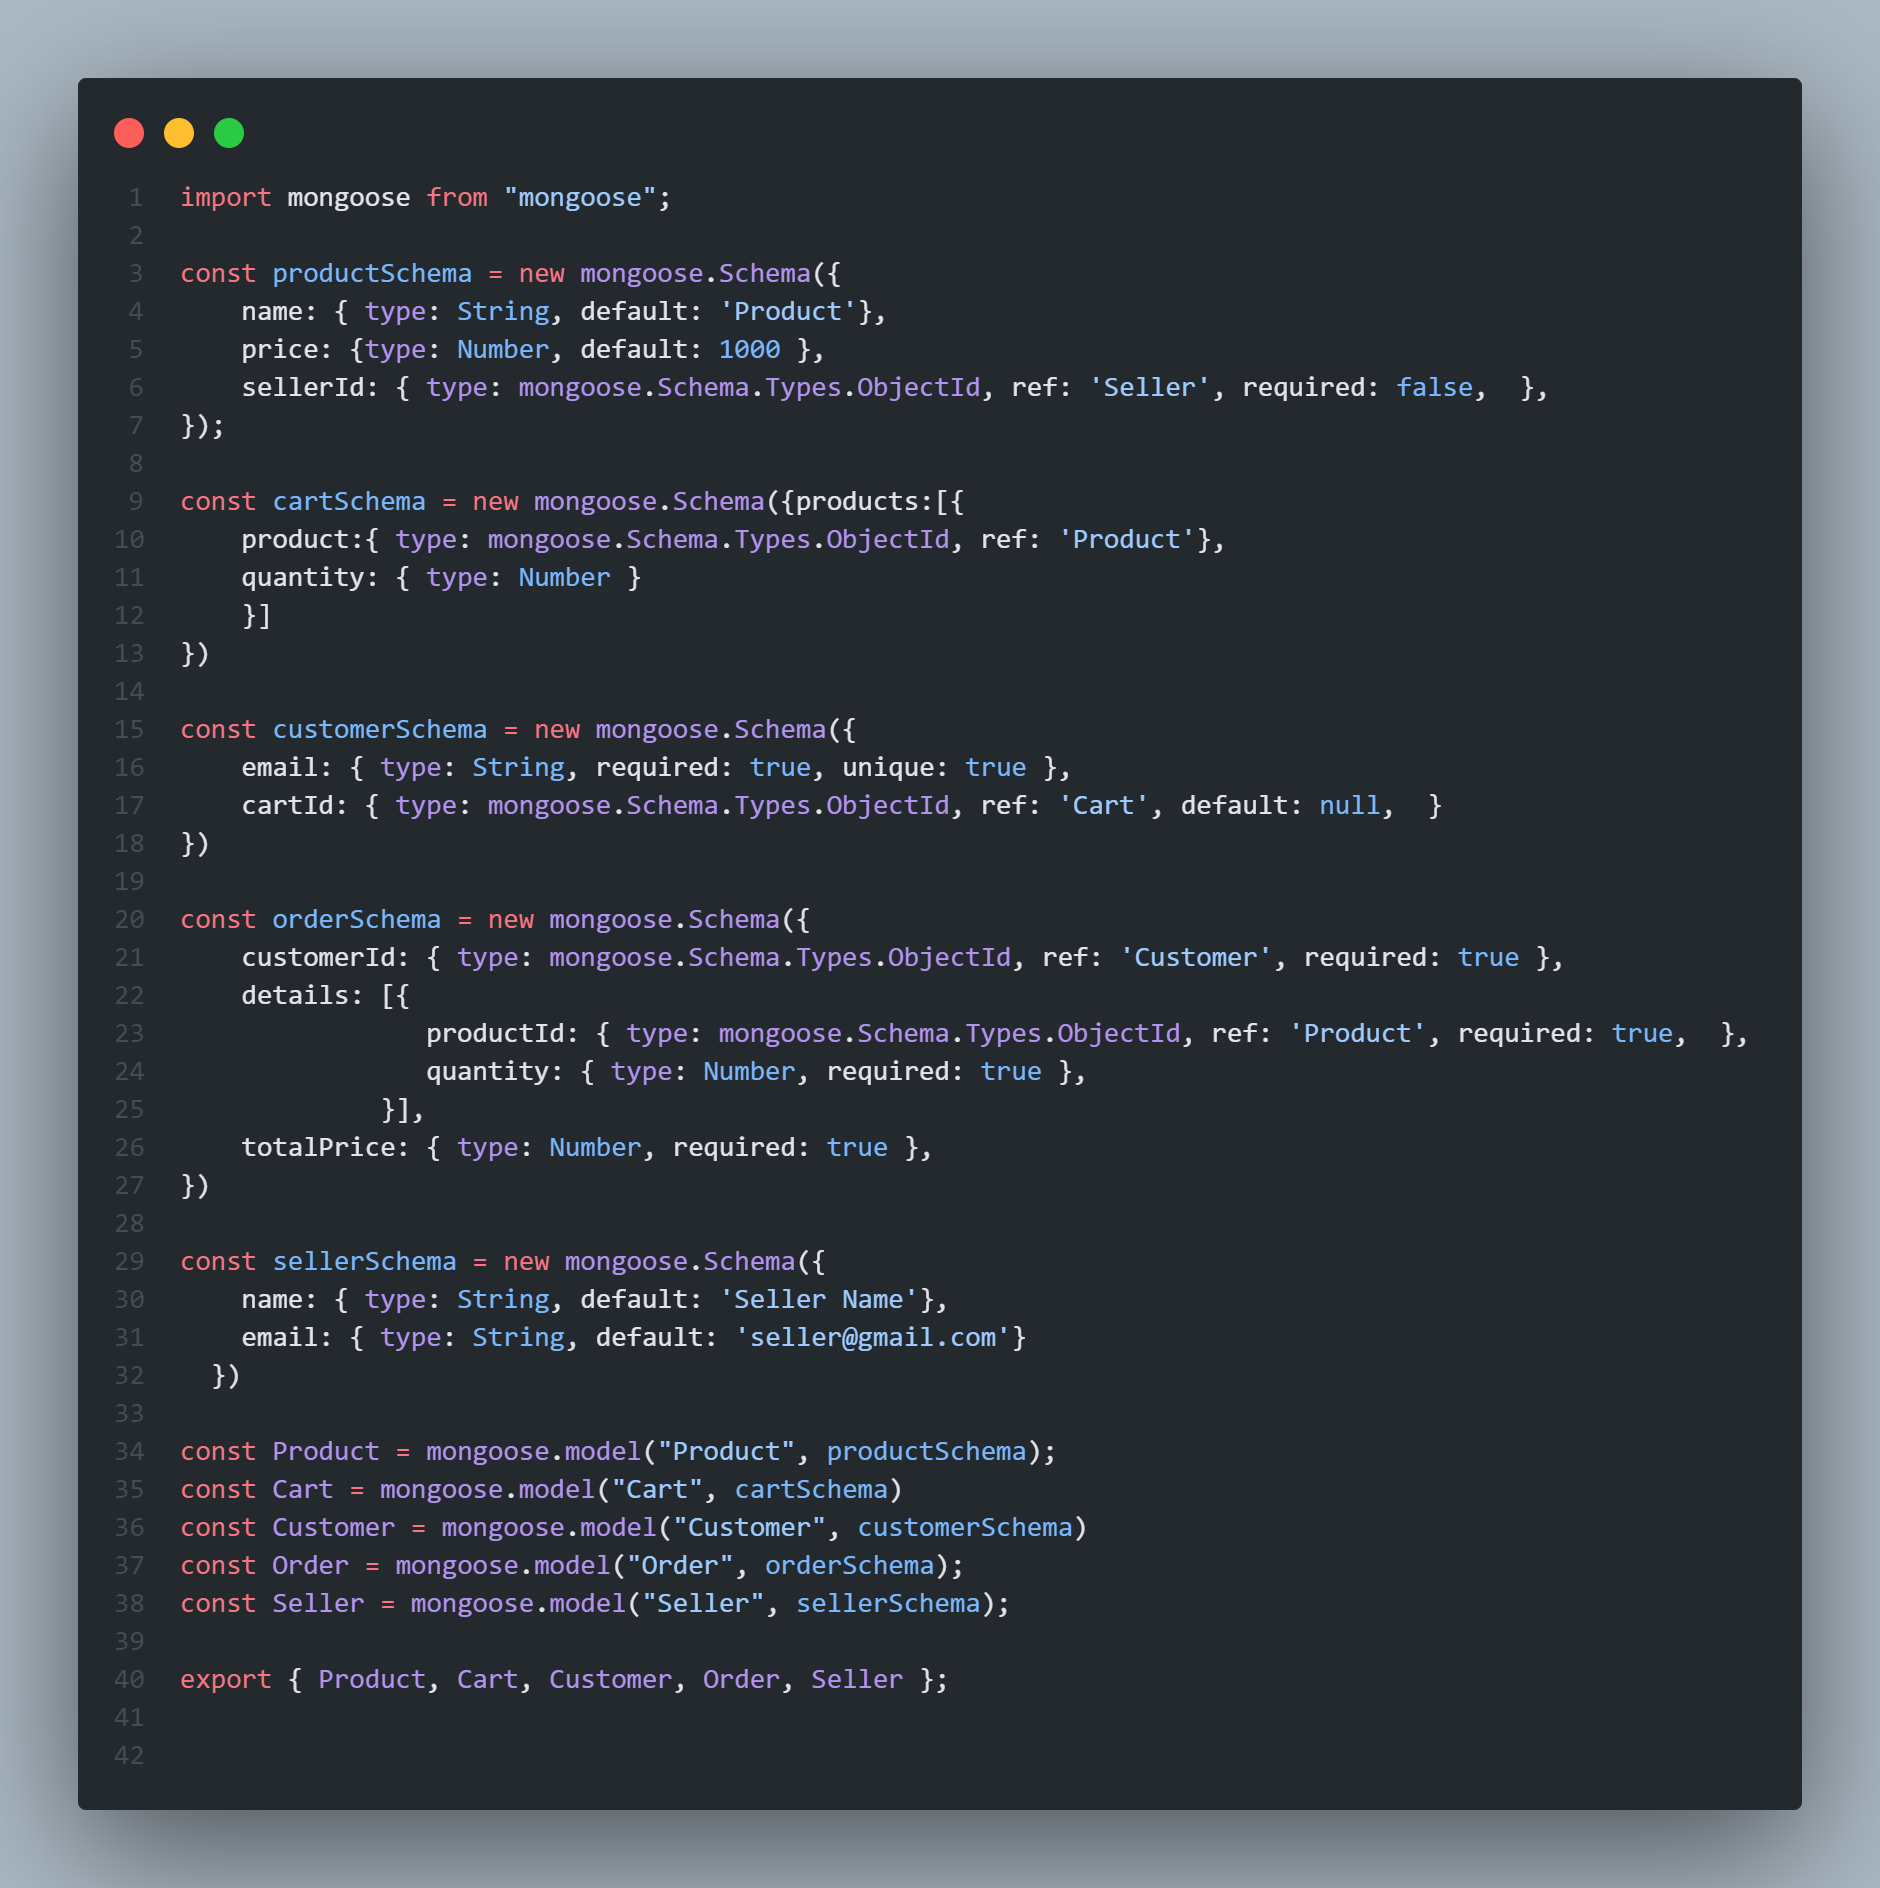 1 import mongoose from "mongoose";
2
3 const productSchema = new mongoose.Schema({
4     name: { type: String, default: 'Product'},
5     price: {type: Number, default: 1000 },
6     sellerId: { type: mongoose.Schema.Types.ObjectId, ref: 'Seller', required: false,  },
7 });
8
9 const cartSchema = new mongoose.Schema({products:[{
10     product:{ type: mongoose.Schema.Types.ObjectId, ref: 'Product'},
11     quantity: { type: Number }
12     }]
13 })
14
15 const customerSchema = new mongoose.Schema({
16     email: { type: String, required: true, unique: true },
17     cartId: { type: mongoose.Schema.Types.ObjectId, ref: 'Cart', default: null,  }
18 })
19
20 const orderSchema = new mongoose.Schema({
21     customerId: { type: mongoose.Schema.Types.ObjectId, ref: 'Customer', required: true },
22     details: [{
23                 productId: { type: mongoose.Schema.Types.ObjectId, ref: 'Product', required: true,  },
24                 quantity: { type: Number, required: true },
25              }],
26     totalPrice: { type: Number, required: true },
27 })
28
29 const sellerSchema = new mongoose.Schema({
30     name: { type: String, default: 'Seller Name'},
31     email: { type: String, default: 'seller@gmail.com'}
32   })
33
34 const Product = mongoose.model("Product", productSchema);
35 const Cart = mongoose.model("Cart", cartSchema)
36 const Customer = mongoose.model("Customer", customerSchema)
37 const Order = mongoose.model("Order", orderSchema);
38 const Seller = mongoose.model("Seller", sellerSchema);
39
40 export { Product, Cart, Customer, Order, Seller };
41
42